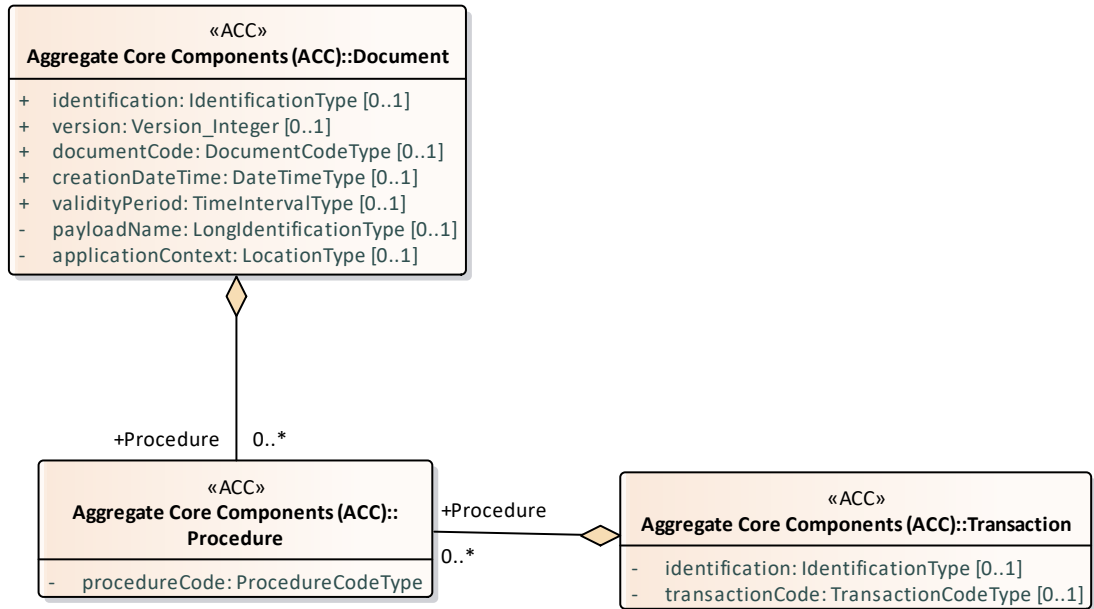 «ACC»
Aggregate Core Components (ACC)::Document
+ identification: IdentificationType [0..1]
+ version: Version_Integer [0..1]
+ documentCode: DocumentCodeType [0..1]
+ creationDateTime: DateTimeType [0..1]
+ validityPeriod: TimeIntervalType [0..1]
- payloadName: LongIdentificationType [0..1]
- applicationContext: LocationType [0..1]
+Procedure 0..*
«ACC»
Aggregate Core Components (ACC)::
Procedure
- procedureCode: ProcedureCodeType
+Procedure
0..*
«ACC»
Aggregate Core Components (ACC)::Transaction
- identification: IdentificationType [0..1]
- transactionCode: TransactionCodeType [0..1]